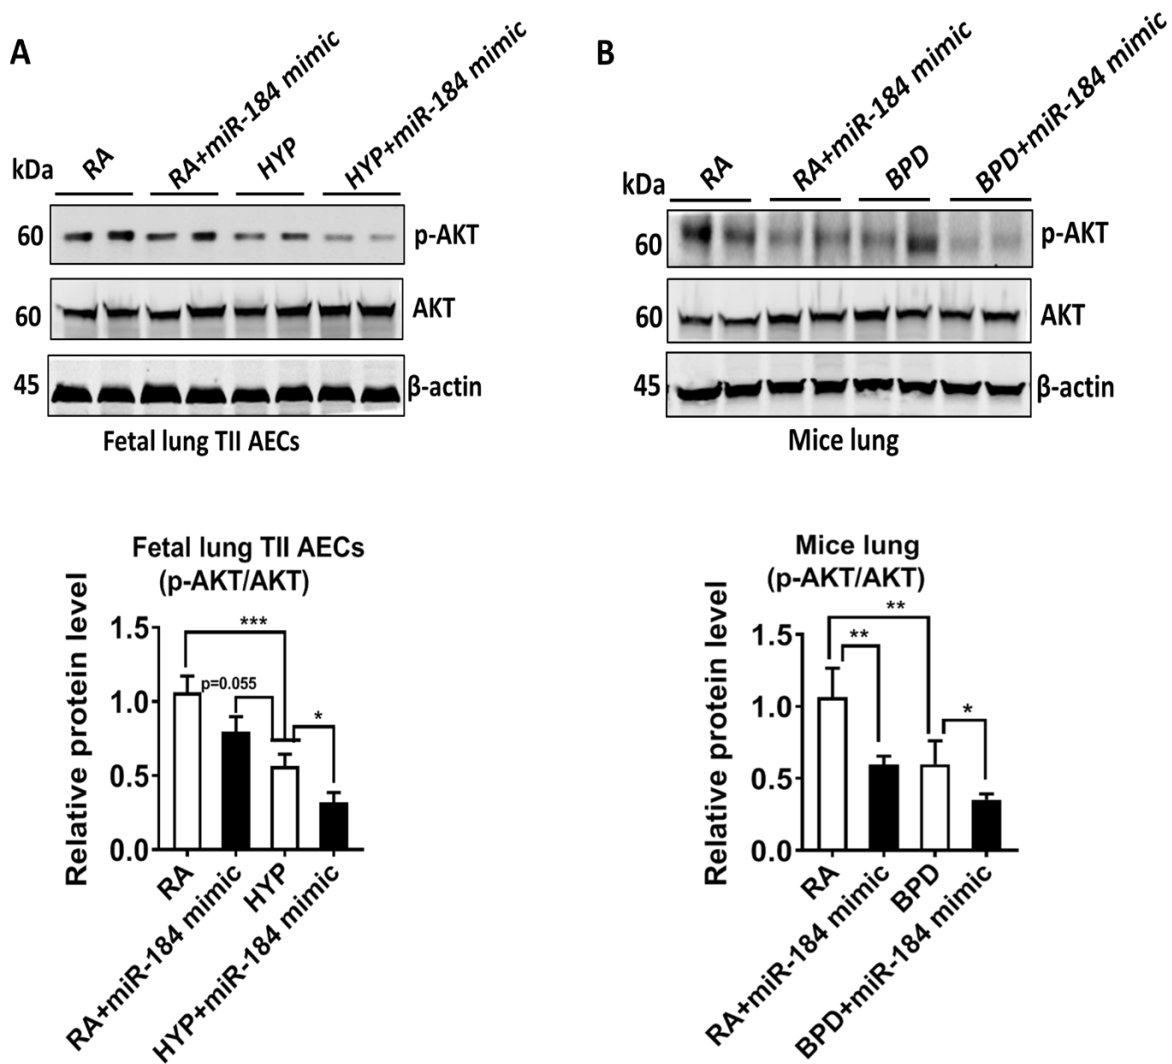 A
RA
RA+miR-184 mimic
HYP
HYP+miR-184 mimic
kDa
60
p-AKT
60
AKT
45
β-actin
Fetal lung TII AECs
B
RA
RA+miR-184 mimic
BPD
BPD+miR-184 mimic
kDa
60
p-AKT
60
AKT
45
β-actin
Mice lung
Fetal lung TII AECs
(p-AKT/AKT)
Relative protein level
1.5
1.0
0.5
0.0
***
p=0.055
*
RA
RA+miR-184 mimic
HYP
HYP+miR-184 mimic
Mice lung
(p-AKT/AKT)
Relative protein level
1.5
1.0
0.5
0.0
**
**
*
RA
RA+miR-184 mimic
BPD
BPD+miR-184 mimic